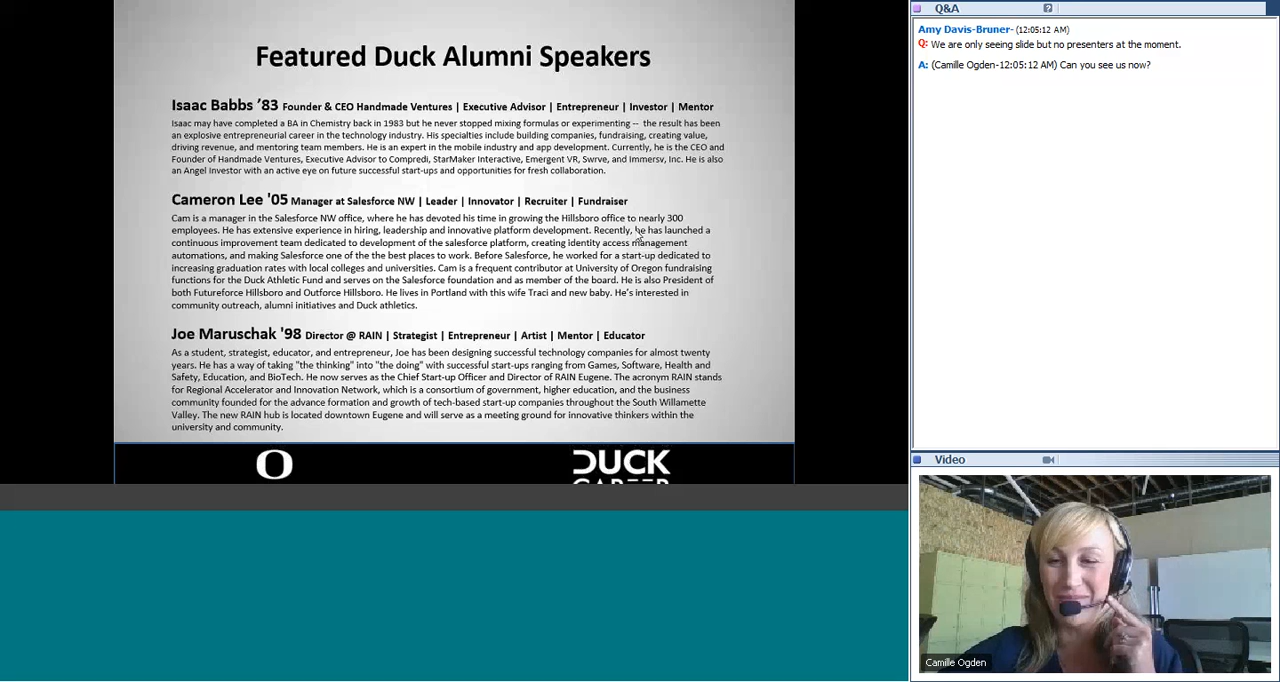 Featured Duck Alumni Speakers
Isaac Babbs ’83 Founder & CEO Handmade Ventures | Executive Advisor | Entrepreneur | Investor | Mentor
Isaac may have completed a BA in Chemistry back in 1983 but he never stopped mixing formulas or experimenting -- the result has been
an explosive entrepreneurial career in the technology industry. His specialties include building companies, fundraising, creating value,
driving revenue, and mentoring team members. He is an expert in the mobile industry and app development. Currently, he is the CEO and
Founder of Handmade Ventures, Executive Advisor to Compredi, StarMaker Interactive, Emergent VR, Swrve, and Immersv, Inc. He is also
an Angel Investor with an active eye on future successful start-ups and opportunities for fresh collaboration.
Cameron Lee '05 Manager at Salesforce NW | Leader | Innovator | Recruiter | Fundraiser
Cam is a manager in the Salesforce NW office, where he has devoted his time in growing the Hillsboro office to nearly 300
employees. He has extensive experience in hiring, leadership and innovative platform development. Recently, he has launched a
continuous improvement team dedicated to development of the salesforce platform, creating identity access management
automations, and making Salesforce one of the the best places to work. Before Salesforce, he worked for a start-up dedicated to
increasing graduation rates with local colleges and universities. Cam is a frequent contributor at University of Oregon fundraising
functions for the Duck Athletic Fund and serves on the Salesforce foundation and as member of the board. He is also President of
both Futureforce Hillsboro and Outforce Hillsboro. He lives in Portland with this wife Traci and new baby. He’s interested in
community outreach, alumni initiatives and Duck athletics.
Joe Maruschak '98 Director @ RAIN | Strategist | Entrepreneur | Artist | Mentor | Educator
As a student, strategist, educator, and entrepreneur, Joe has been designing successful technology companies for almost twenty
years. He has a way of taking "the thinking" into "the doing" with successful start-ups ranging from Games, Software, Health and
Safety, Education, and BioTech. He now serves as the Chief Start-up Officer and Director of RAIN Eugene. The acronym RAIN stands
for Regional Accelerator and Innovation Network, which is a consortium of government, higher education, and the business
community founded for the advance formation and growth of tech-based start-up companies throughout the South Willamette
Valley. The new RAIN hub is located downtown Eugene and will serve as a meeting ground for innovative thinkers within the
university and community.
O
DUCK
CAREER
Q&A
Amy Davis-Bruner- (12:05:12 AM)
Q: We are only seeing slide but no presenters at the moment.
A: (Camille Ogden-12:05:12 AM) Can you see us now?
Video
Camille Ogden